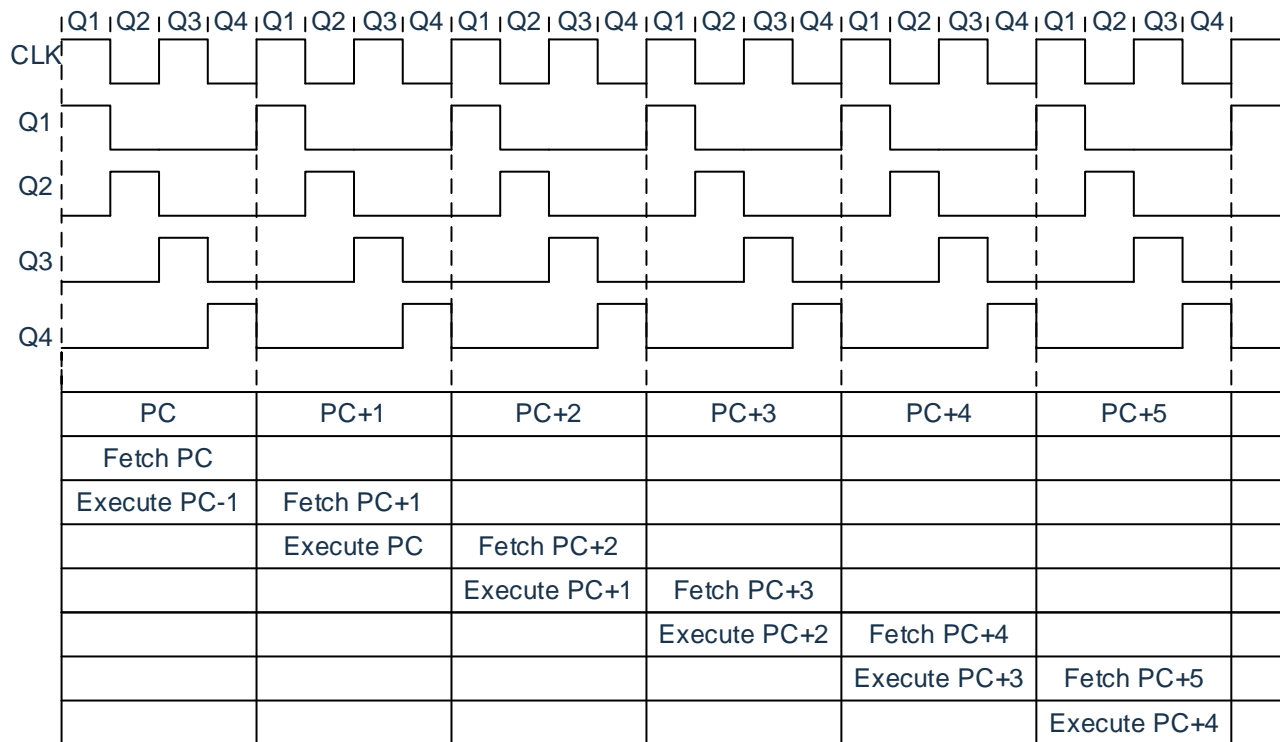 Q1 Q2 Q3 Q4 Q1 Q2 Q3 Q4 Q1 Q2 Q3 Q4 Q1 Q2 Q3 Q4 Q1 Q2 Q3 Q4 Q1 Q2 Q3 Q4
CLK
Q1
Q2
Q3
Q4
PC PC+1 PC+2 PC+3 PC+4 PC+5
Fetch PC
Execute PC-1 Fetch PC+1
Execute PC Fetch PC+2
Execute PC+1 Fetch PC+3
Execute PC+2 Fetch PC+4
Execute PC+3 Fetch PC+5
Execute PC+4